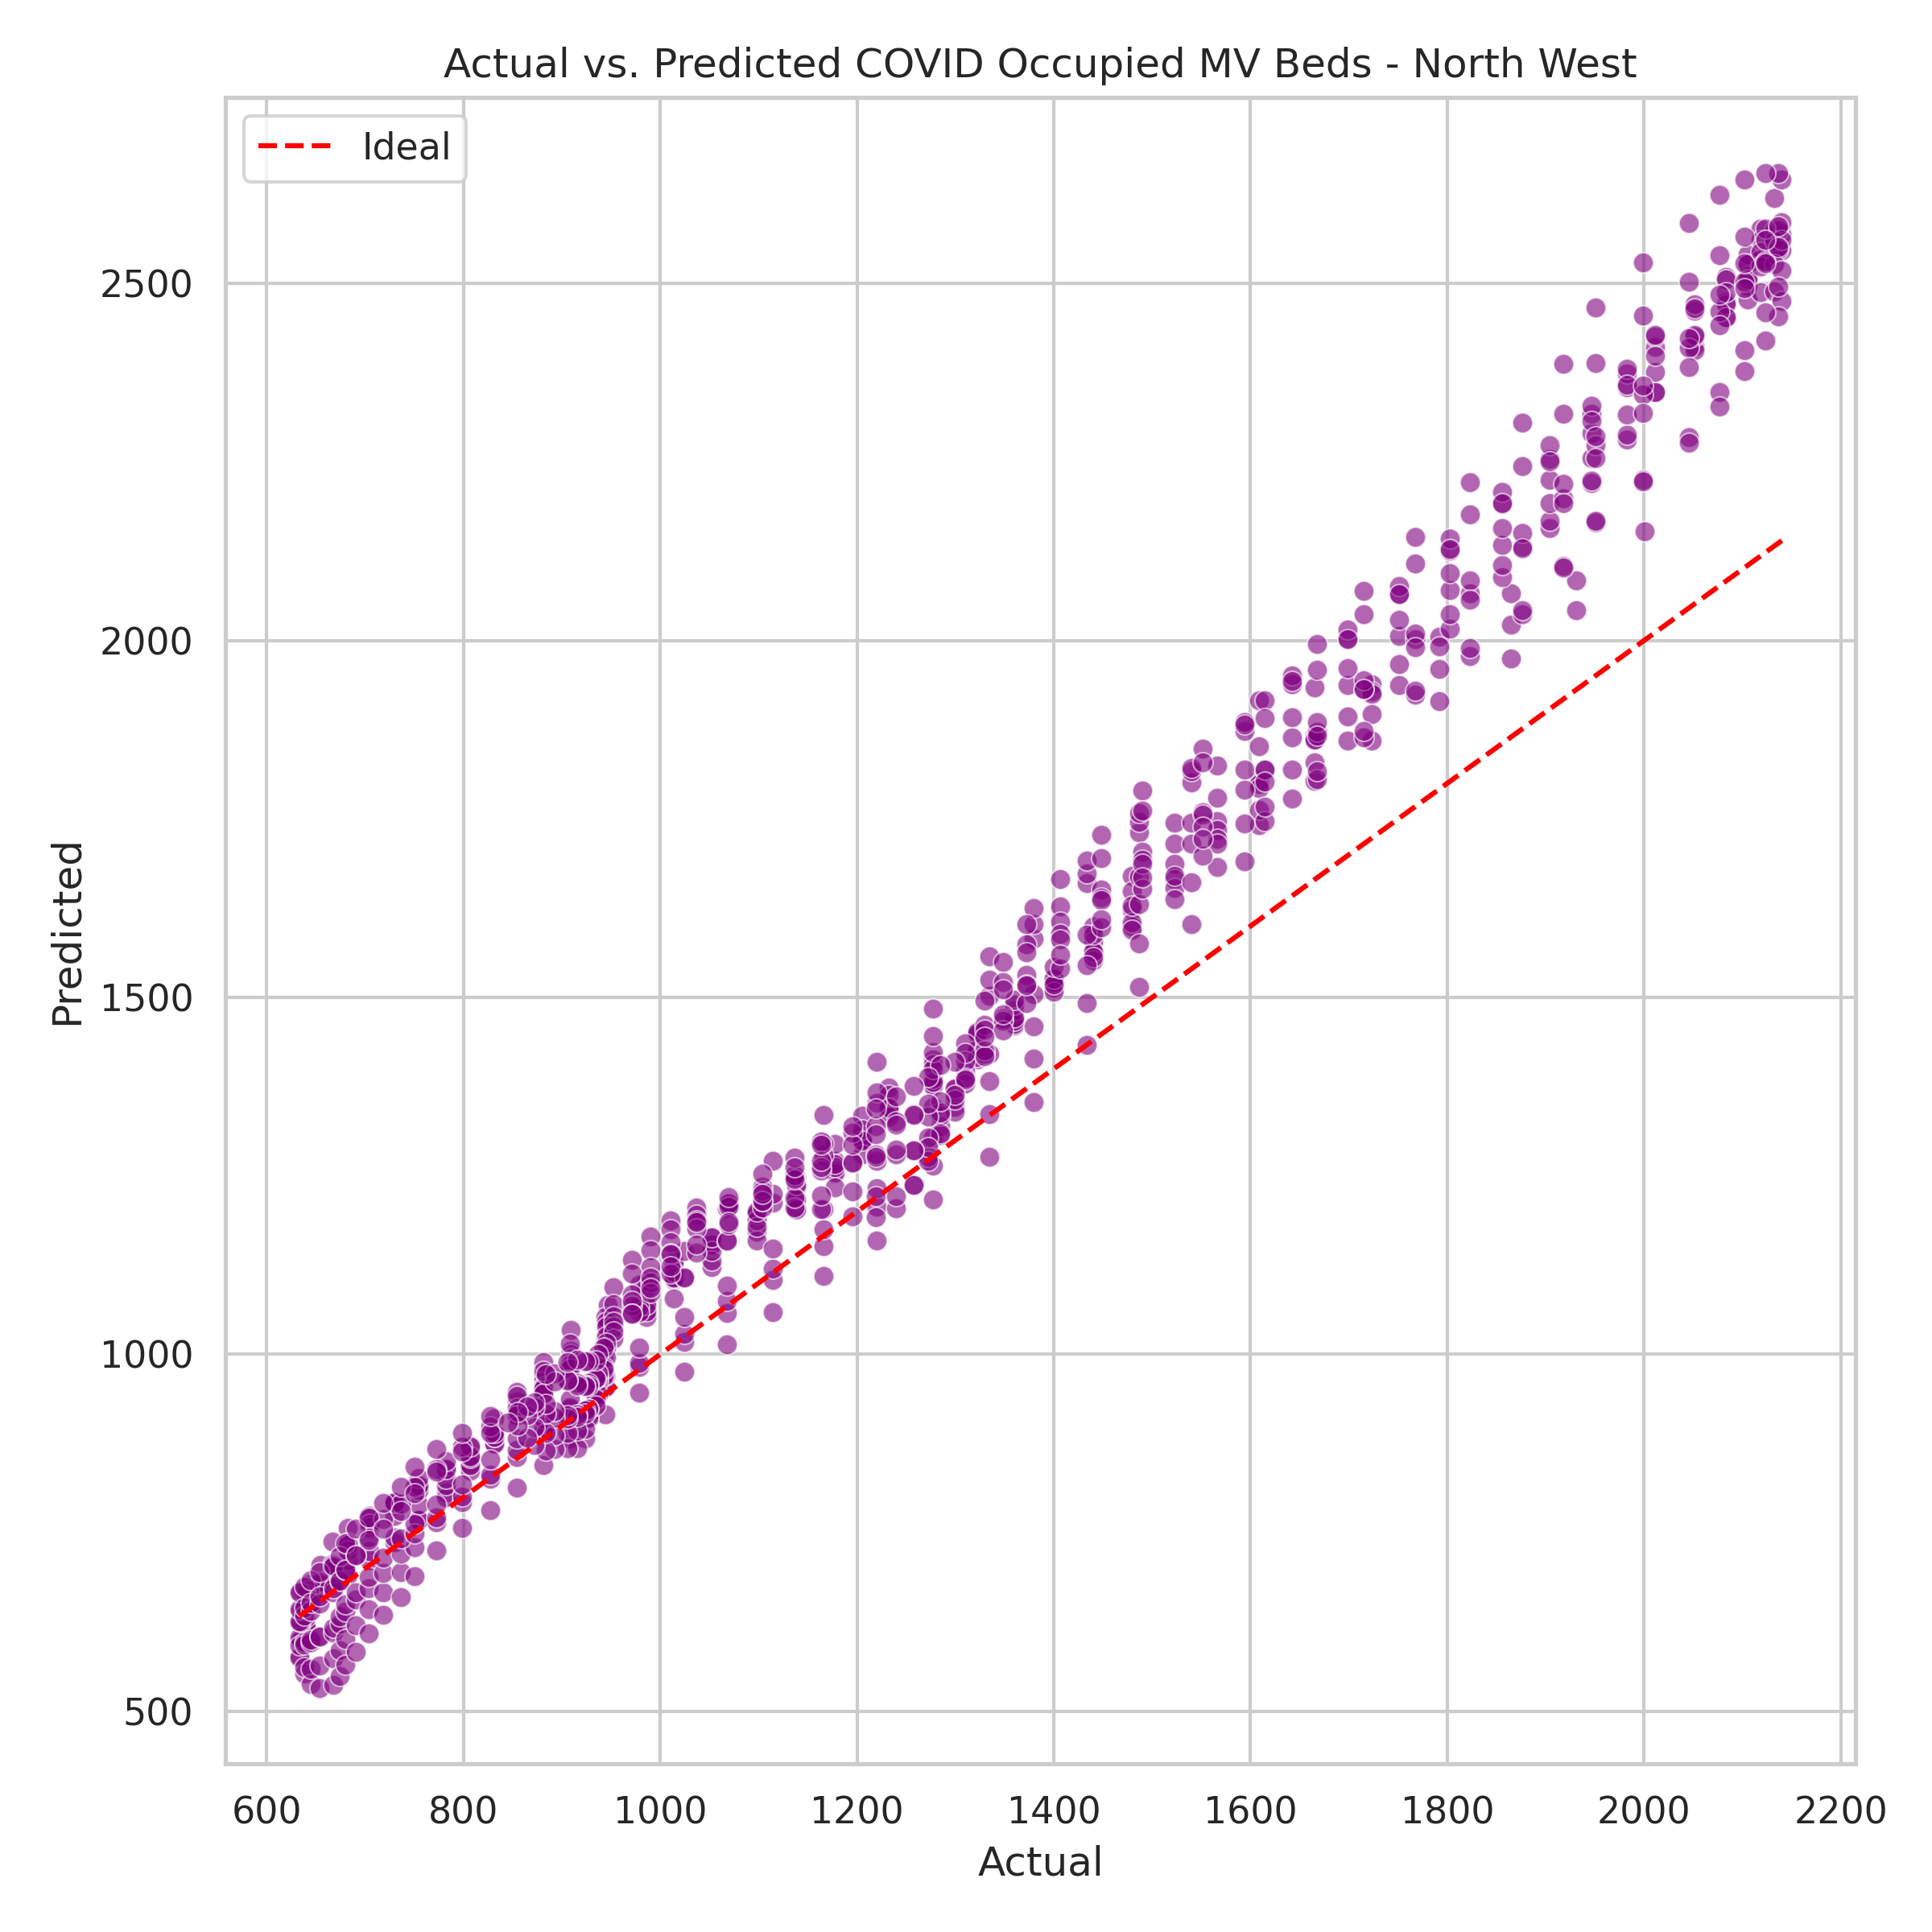 Actual vs. Predicted COVID Occupied MV Beds - North West
Ideal
2500
2000
1500
1000
500
Predicted
600 800 1000 1200 1400 1600 1800 2000 2200
Actual